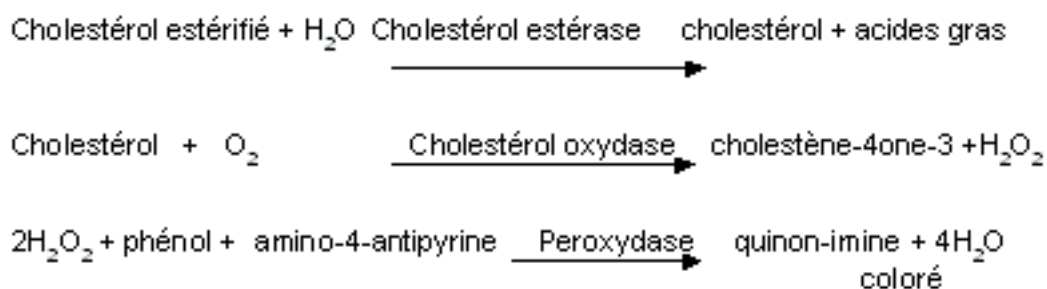 Cholestérol estérifié + H₂O Cholestérol estérase cholestérol + acides gras
Cholestérol + O₂ Cholestérol oxydase cholestène-4one-3 +H₂O₂
2H₂O₂ + phénol + amino-4-antipyrine Peroxydase quinon-imine + 4H₂O
coloré